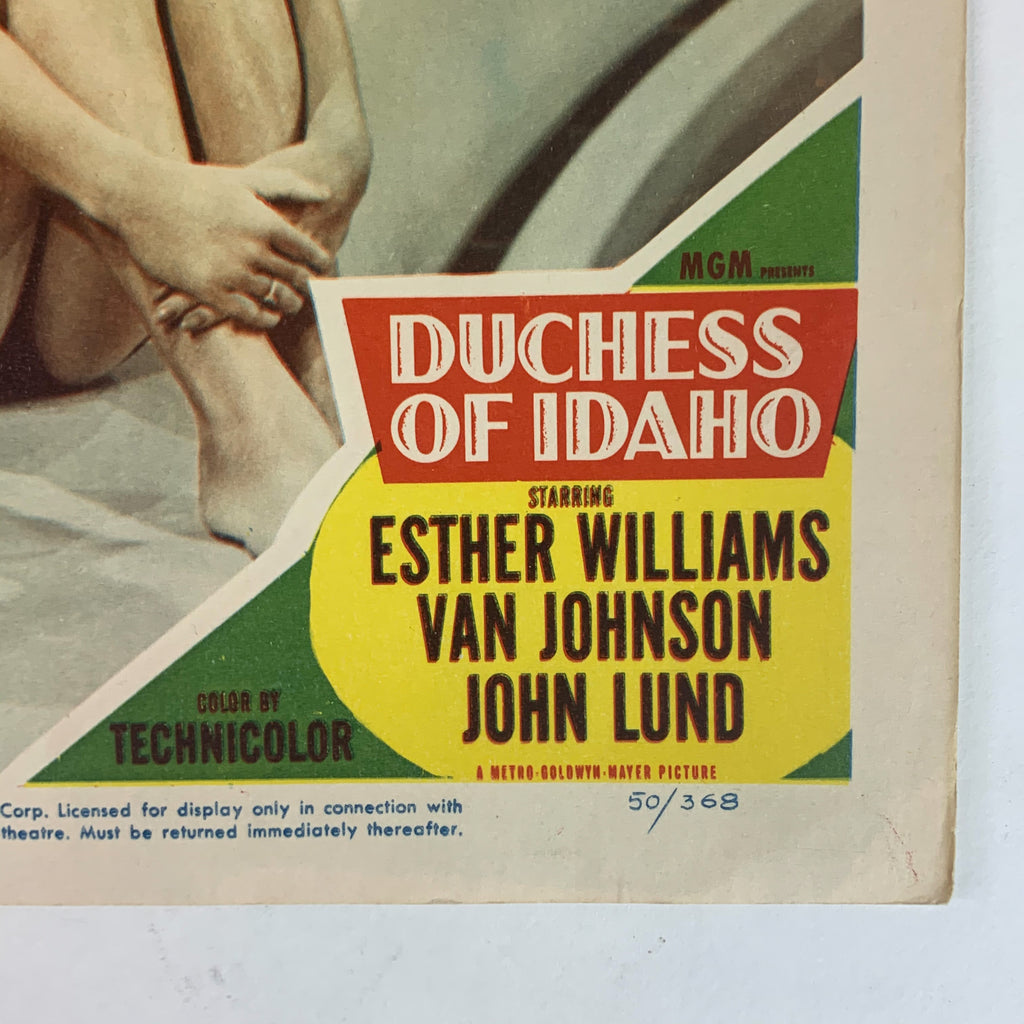 MGM PRESENTS
DUCHESS
OF IDAHO
STARRING
ESTHER WILLIAMS
VAN JOHNSON
JOHN LUND
COLOR BY
TECHNICOLOR
A METRO-GOLDWYN-MAYER PICTURE
Corp. Licensed for display only in connection with
theatre. Must be returned immediately thereafter.
50/368